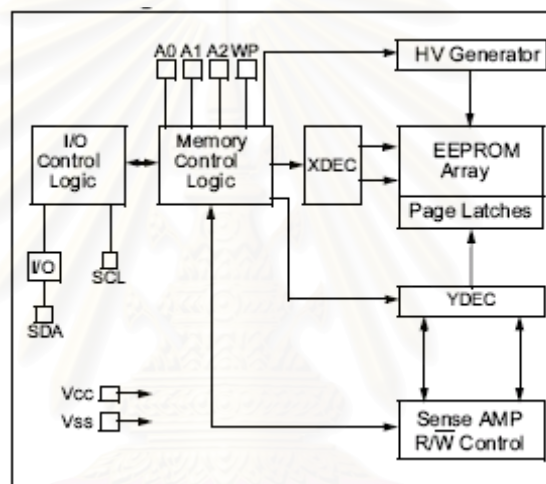 A0 A1 A2 WP
HV Generator
I/O
Control
Logic
Memory
Control
Logic
XDEC
EEPROM
Array
Page Latches
I/O
SCL
SDA
YDEC
Vcc
Vss
Sense AMP
R/W̅ Control